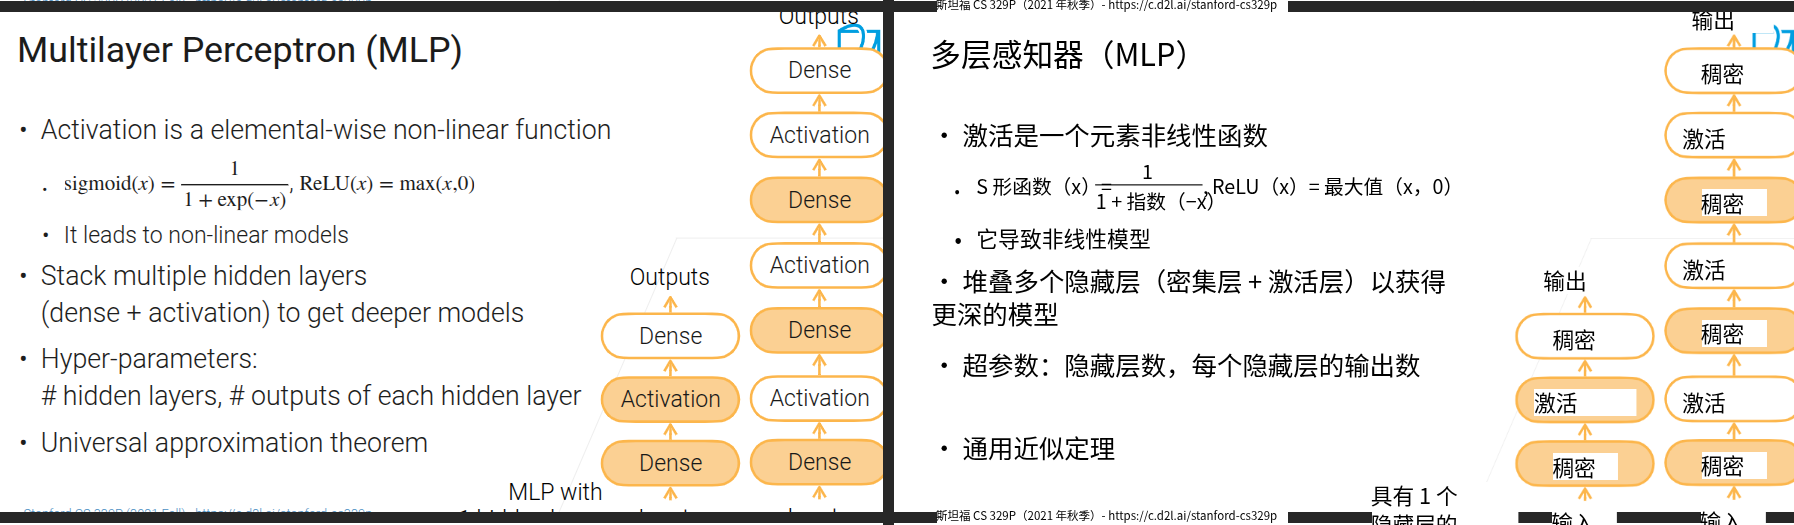 Outputs
Multilayer Perceptron (MLP)
Dense
Activation is a elemental-wise non-linear function
Activation
sigmoid(x) = 1 / 1 + exp(−x), ReLU(x) = max(x,0)
Dense
It leads to non-linear models
Activation
Stack multiple hidden layers
(dense + activation) to get deeper models
Outputs
Dense
Dense
Hyper-parameters:
# hidden layers, # outputs of each hidden layer
Activation
Activation
Universal approximation theorem
Dense
Dense
MLP with
斯坦福 CS 329P（2021 年秋季）- https://c.d2l.ai/stanford-cs329p
输出
多层感知器（MLP）
稠密
• 激活是一个元素非线性函数
激活
S 形函数（x）= 1 / 1 + 指数（−x）, ReLU（x）= 最大值（x，0）
稠密
• 它导致非线性模型
激活
• 堆叠多个隐藏层（密集层 + 激活层）以获得
更深的模型
输出
稠密
稠密
• 超参数：隐藏层数，每个隐藏层的输出数
激活
激活
• 通用近似定理
稠密
稠密
具有 1 个
隐藏层的
输入
输入
斯坦福 CS 329P（2021 年秋季）- https://c.d2l.ai/stanford-cs329p